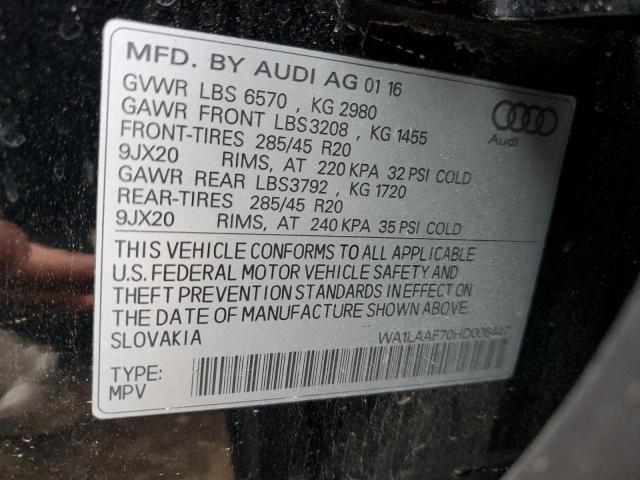 MFD. BY AUDI AG 01 16
GVWR LBS 6570 , KG 2980
GAWR FRONT LBS3208 , KG 1455
FRONT-TIRES 285/45 R20
9JX20 RIMS, AT 220 KPA 32 PSI COLD
GAWR REAR LBS3792 , KG 1720
REAR-TIRES 285/45 R20
9JX20 RIMS, AT 240 KPA 35 PSI COLD
Audi
THIS VEHICLE CONFORMS TO ALL APPLICABLE
U.S. FEDERAL MOTOR VEHICLE SAFETY AND
THEFT PREVENTION STANDARDS IN EFFECT ON
THE DATE OF MANUFACTURE SHOWN ABOVE.
SLOVAKIA
WA1LAAF70HD006447
TYPE:
MPV